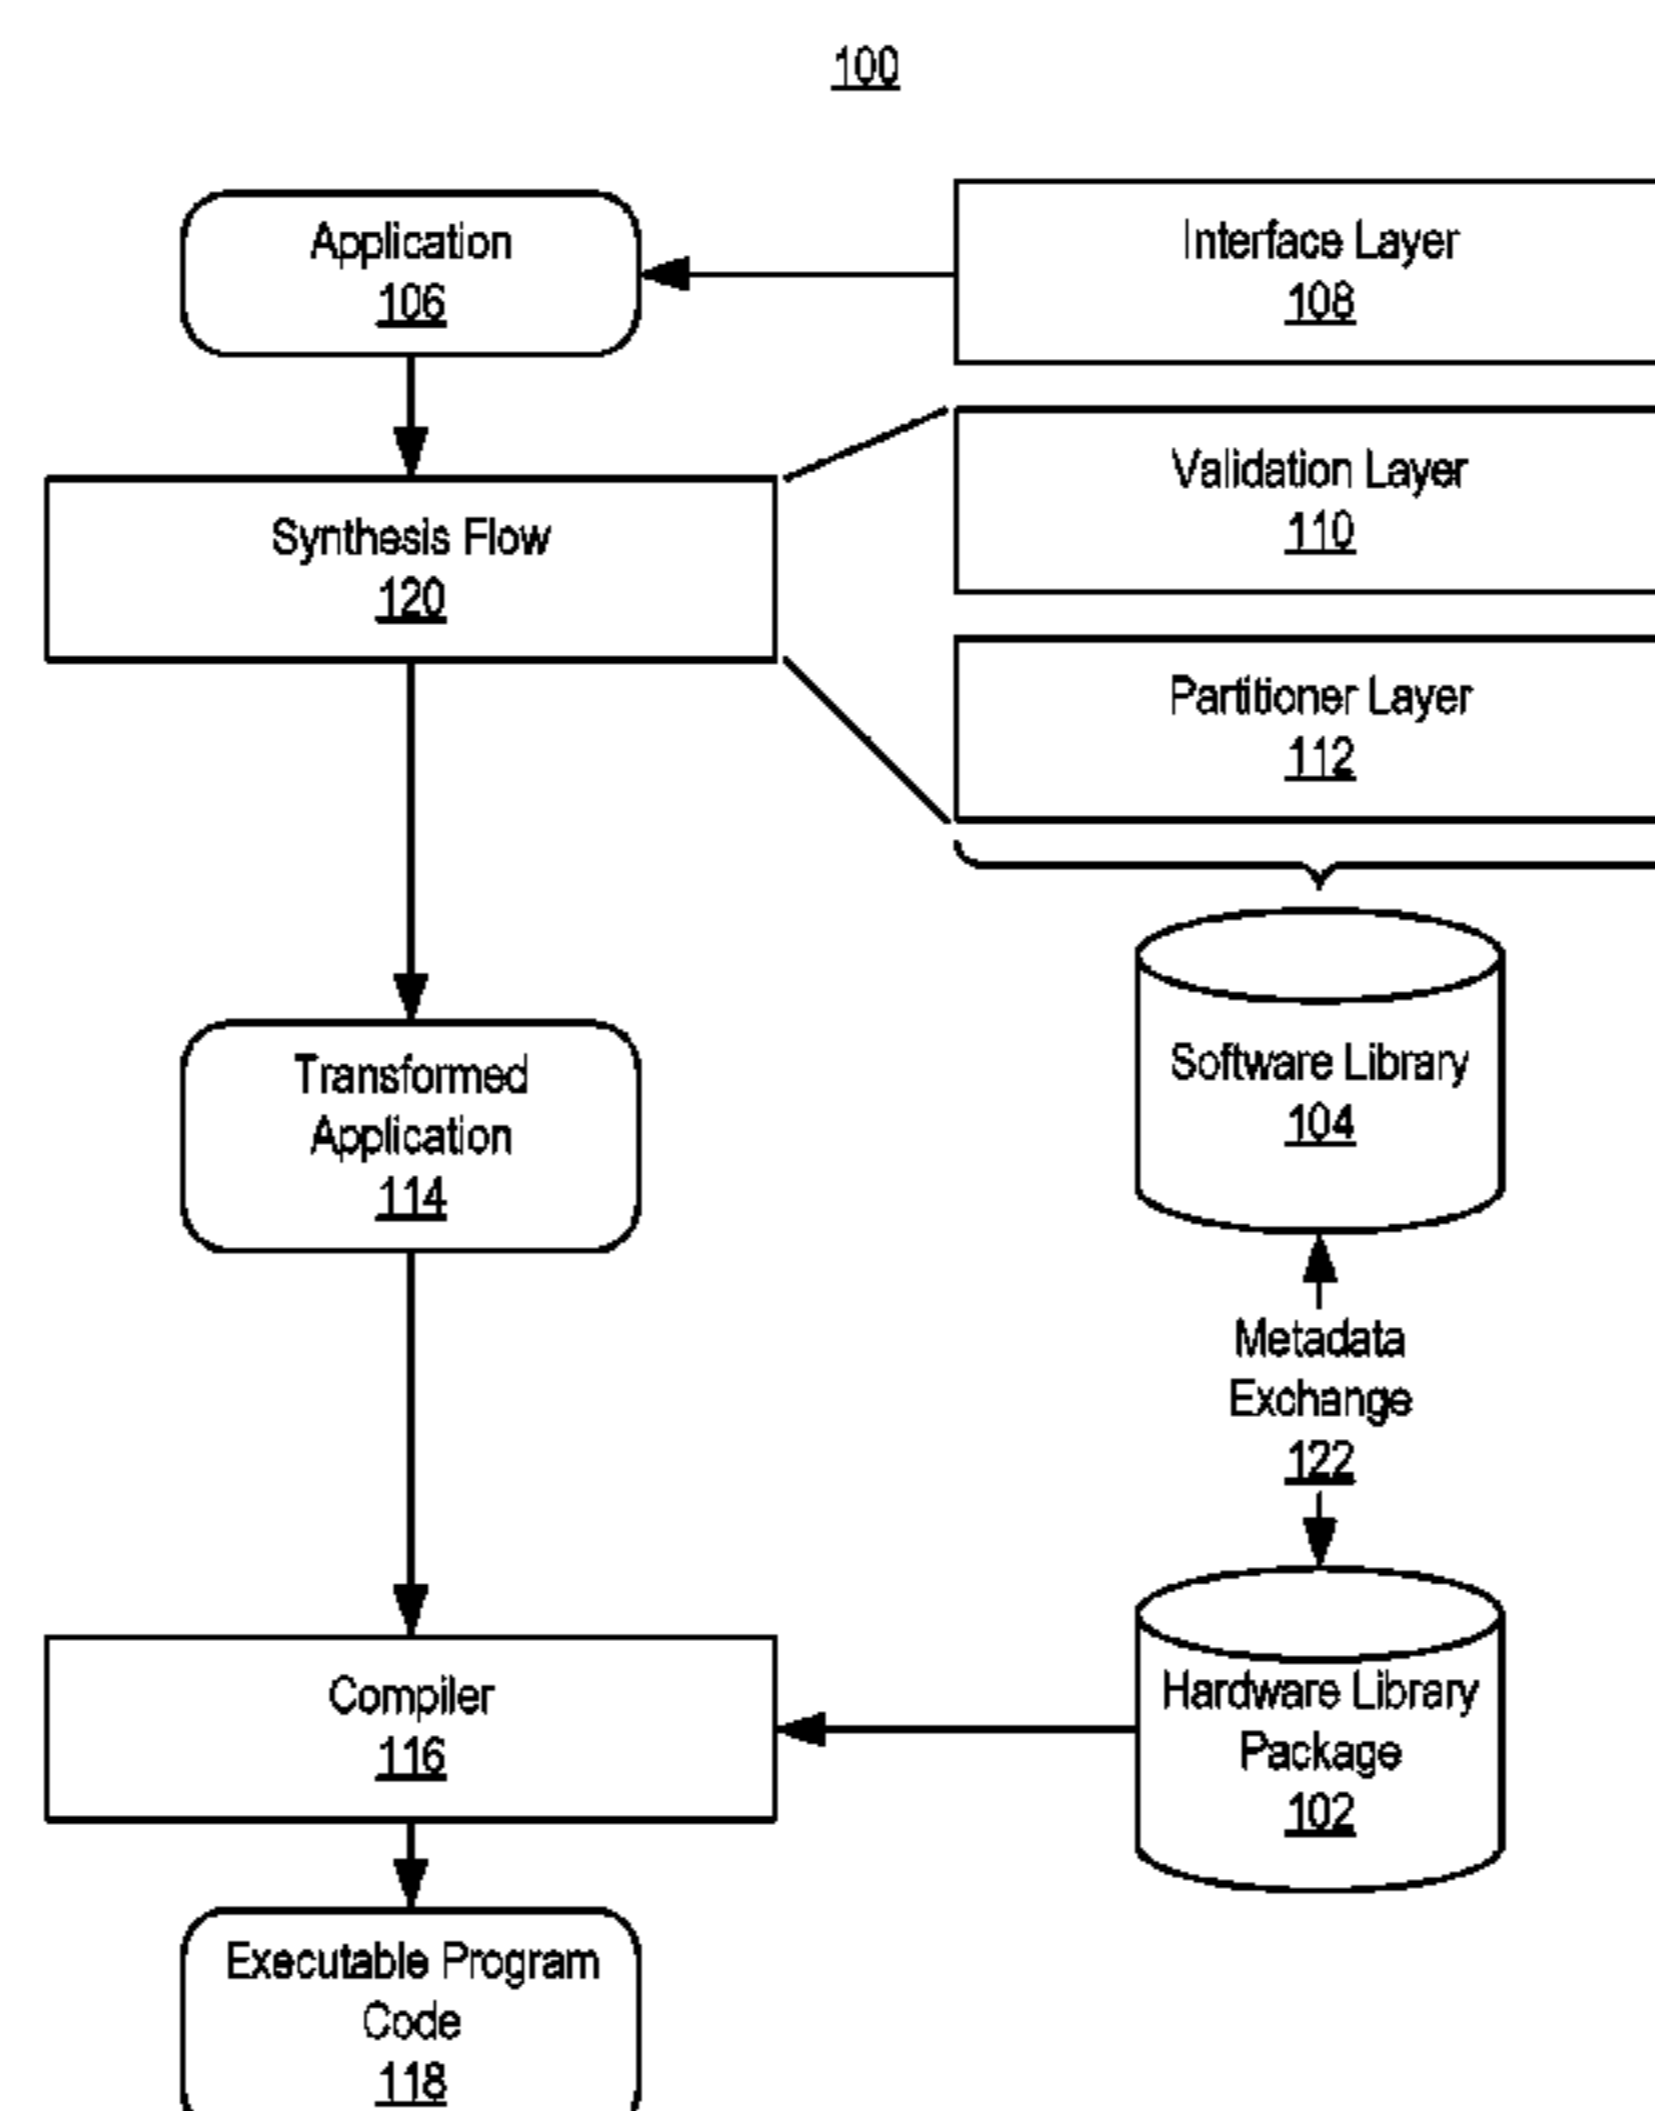 100
Application
106
Interface Layer
108
Validation Layer
110
Synthesis Flow
120
Partitioner Layer
112
Software Library
104
Transformed
Application
114
Metadata
Exchange
122
Compiler
116
Hardware Library
Package
102
Executable Program
Code
118